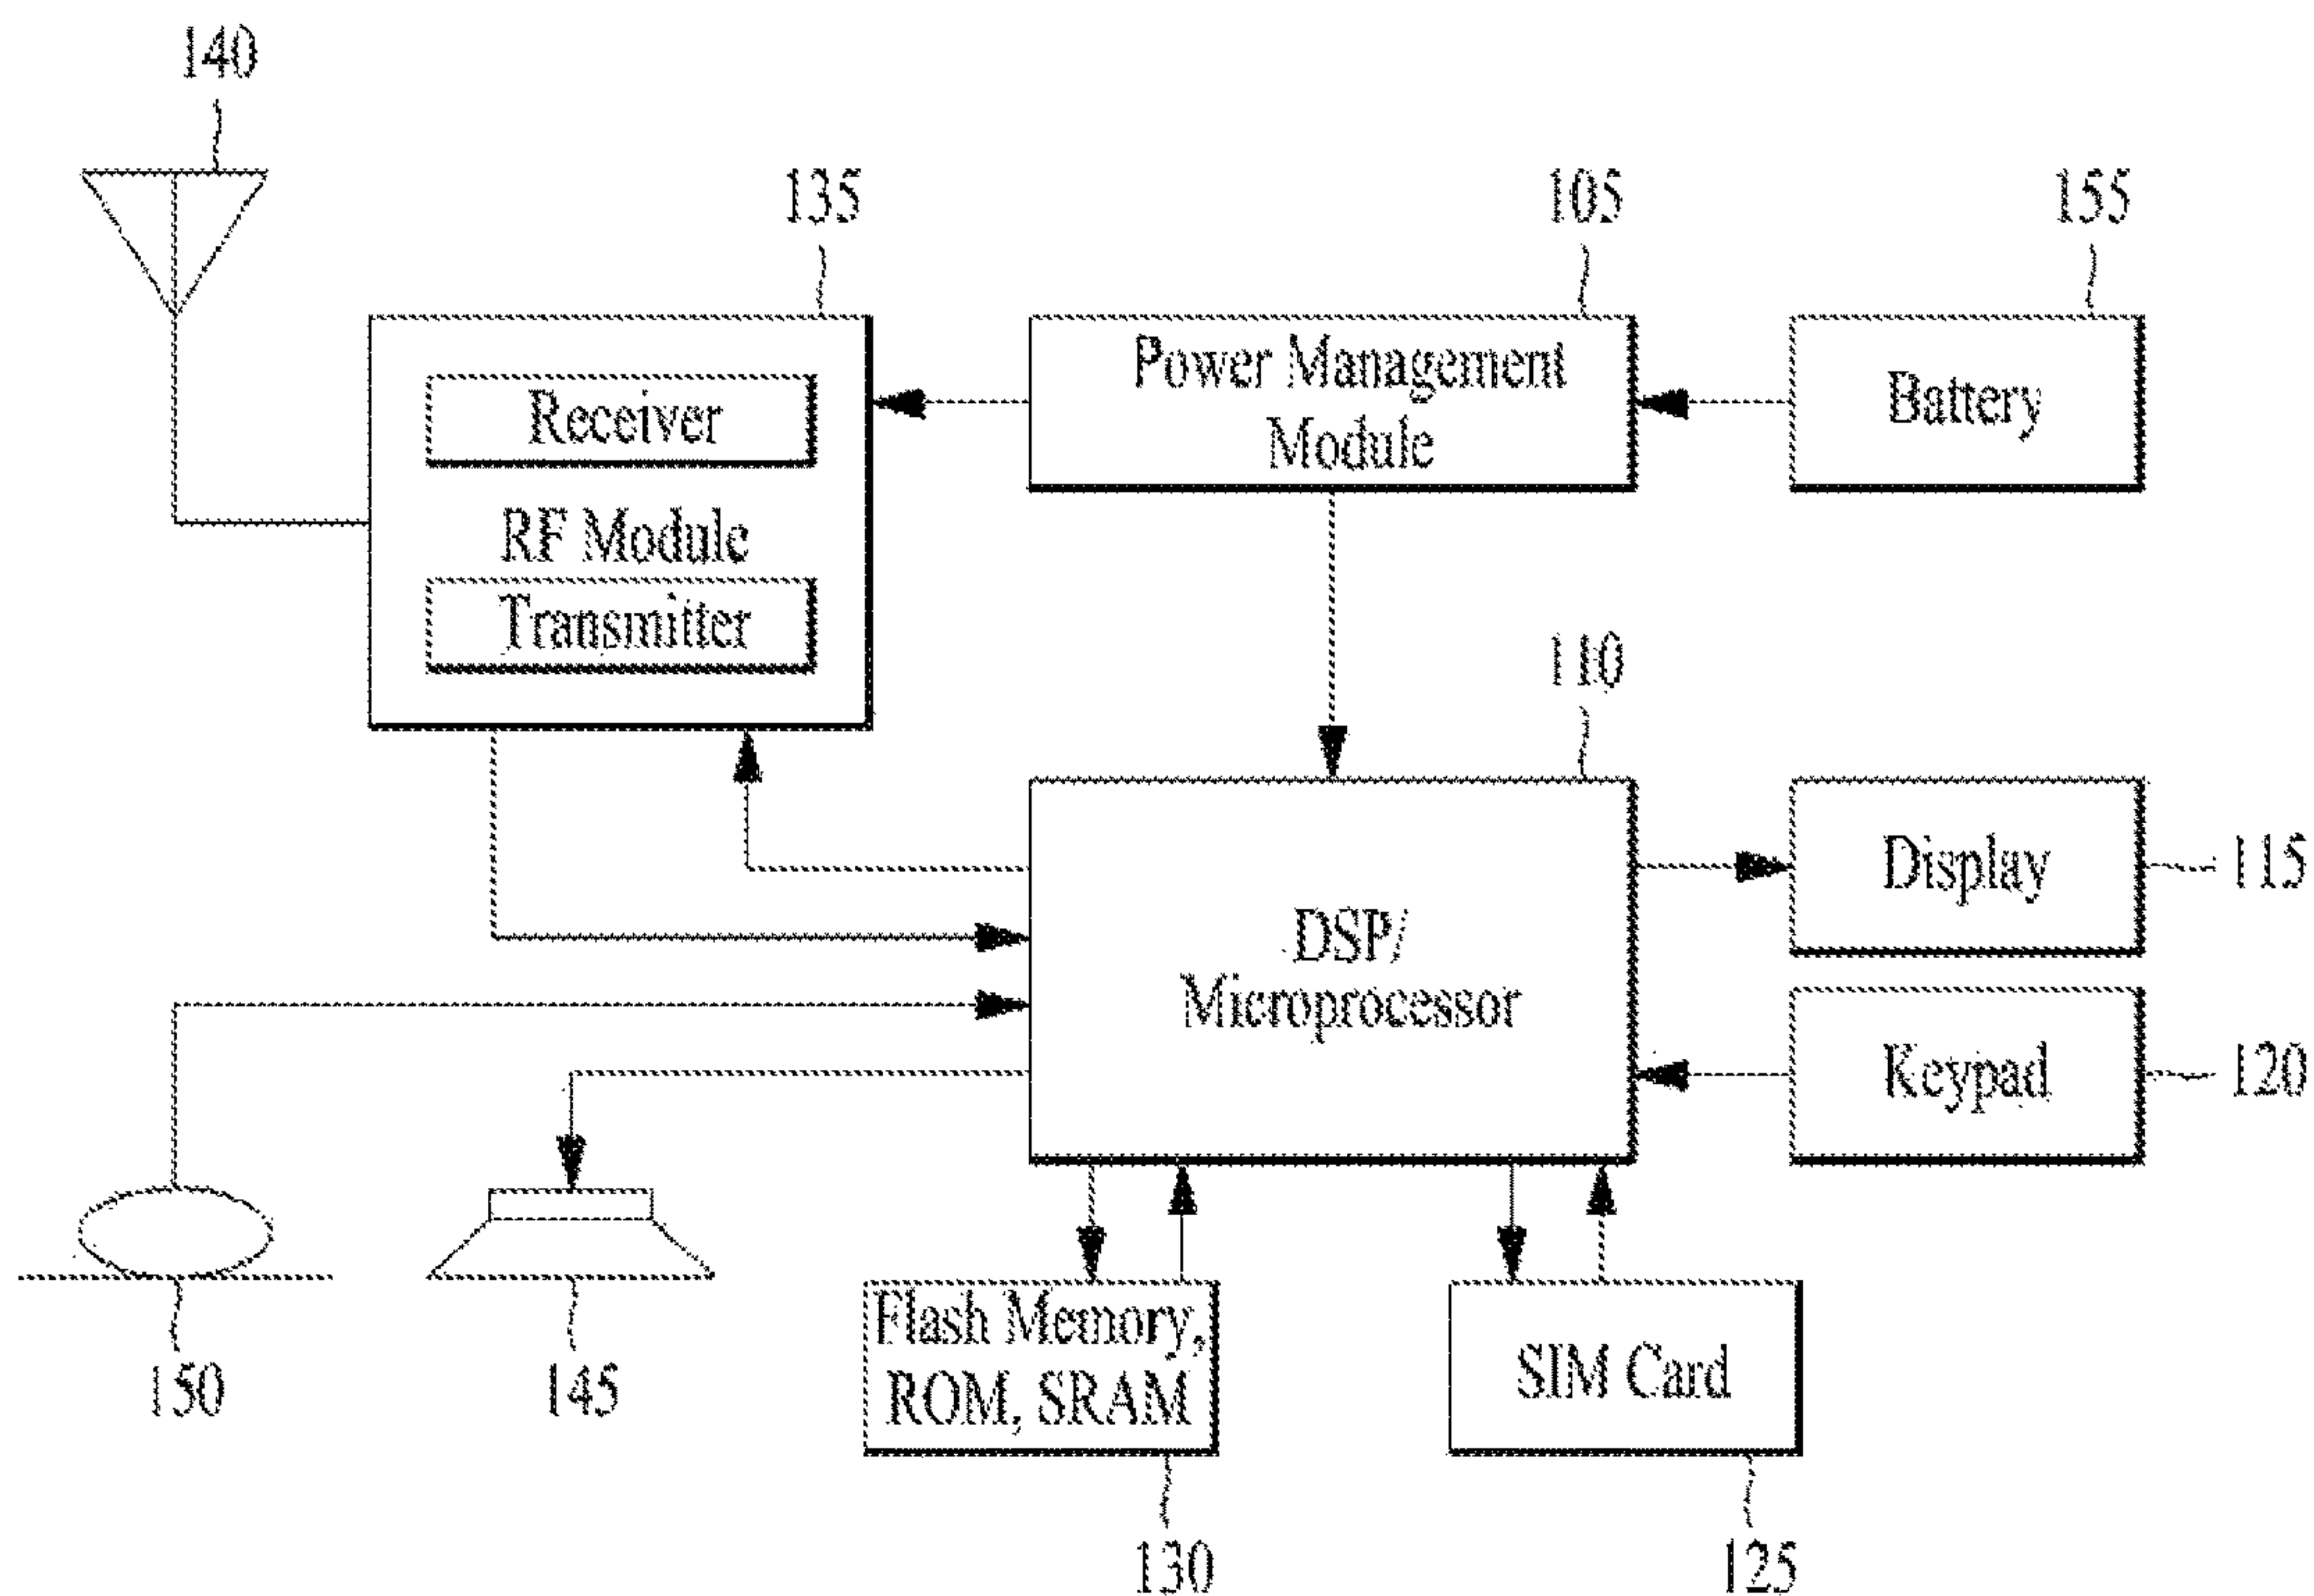 140
135
105
155
Receiver
RF Module
Transmitter
Power Management
Module
Battery
110
DSP/
Microprocessor
Display
115
Keypad
120
150
145
Flash Memory,
ROM, SRAM
SIM Card
130
125